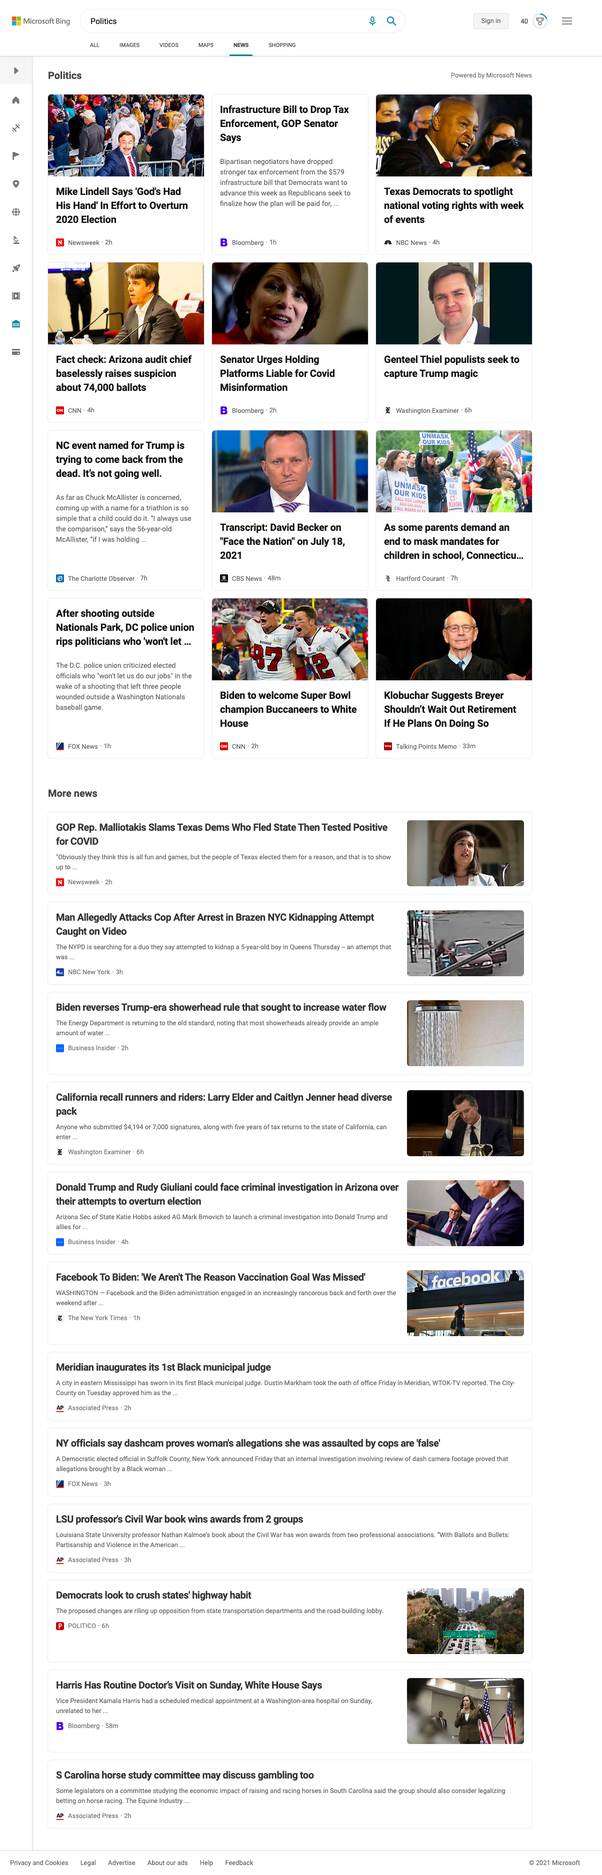 Microsoft Bing
Politics
Sign in
40
ALL
IMAGES
VIDEOS
MAPS
NEWS
SHOPPING
Politics
Powered by Microsoft News
Mike Lindell Says 'God's Had
His Hand' In Effort to Overturn
2020 Election
Newsweek · 2h
Infrastructure Bill to Drop Tax
Enforcement, GOP Senator
Says
Bipartisan negotiators have dropped
stronger tax enforcement from the $579
infrastructure bill that Democrats want to
advance this week as Republicans seek to
finalize how the plan will be paid for, ...
Bloomberg · 1h
Texas Democrats to spotlight
national voting rights with week
of events
NBC News · 4h
Fact check: Arizona audit chief
baselessly raises suspicion
about 74,000 ballots
CNN · 4h
Senator Urges Holding
Platforms Liable for Covid
Misinformation
Bloomberg · 2h
Genteel Thiel populists seek to
capture Trump magic
Washington Examiner · 6h
NC event named for Trump is
trying to come back from the
dead. It's not going well.
As far as Chuck McAllister is concerned,
coming up with a name for a triathlon is so
simple that a child could do it. "I always use
the comparison," says the 56-year-old
McAllister, "if I was holding ...
The Charlotte Observer · 7h
Transcript: David Becker on
"Face the Nation" on July 18,
2021
CBS News · 48m
UNMASK
OUR KIDS
UNMASK
OUR KIDS
As some parents demand an
end to mask mandates for
children in school, Connecticu...
Hartford Courant · 7h
After shooting outside
Nationals Park, DC police union
rips politicians who 'won't let ...
The D.C. police union criticized elected
officials who "won't let us do our jobs" in the
wake of a shooting that left three people
wounded outside a Washington Nationals
baseball game.
FOX News · 1h
87
12
Biden to welcome Super Bowl
champion Buccaneers to White
House
CNN · 2h
Klobuchar Suggests Breyer
Shouldn't Wait Out Retirement
If He Plans On Doing So
Talking Points Memo · 33m
More news
GOP Rep. Malliotakis Slams Texas Dems Who Fled State Then Tested Positive
for COVID
"Obviously they think this is all fun and games, but the people of Texas elected them for a reason, and that is to show
up to ...
Newsweek · 2h
Man Allegedly Attacks Cop After Arrest in Brazen NYC Kidnapping Attempt
Caught on Video
The NYPD is searching for a duo they say attempted to kidnap a 5-year-old boy in Queens Thursday – an attempt that
was ...
NBC New York · 3h
Biden reverses Trump-era showerhead rule that sought to increase water flow
The Energy Department is returning to the old standard, noting that most showerheads already provide an ample
amount of water ...
Business Insider · 2h
California recall runners and riders: Larry Elder and Caitlyn Jenner head diverse
pack
Anyone who submitted $4,194 or 7,000 signatures, along with five years of tax returns to the state of California, can
enter ...
Washington Examiner · 6h
Donald Trump and Rudy Giuliani could face criminal investigation in Arizona over
their attempts to overturn election
Arizona Sec of State Katie Hobbs asked AG Mark Brnovich to launch a criminal investigation into Donald Trump and
allies for ...
Business Insider · 4h
Facebook To Biden: 'We Aren't The Reason Vaccination Goal Was Missed'
WASHINGTON — Facebook and the Biden administration engaged in an increasingly rancorous back and forth over the
weekend after ...
The New York Times · 1h
facebook
Meridian inaugurates its 1st Black municipal judge
A city in eastern Mississippi has sworn in its first Black municipal judge. Dustin Markham took the oath of office Friday in Meridian, WTOK-TV reported. The City-
County on Tuesday approved him as the ...
Associated Press · 2h
NY officials say dashcam proves woman's allegations she was assaulted by cops are 'false'
A Democratic elected official in Suffolk County, New York announced Friday that an internal investigation involving review of dash camera footage proved that
allegations brought by a Black woman ...
FOX News · 3h
LSU professor's Civil War book wins awards from 2 groups
Louisiana State University professor Nathan Kalmoe's book about the Civil War has won awards from two professional associations. "With Ballots and Bullets:
Partisanship and Violence in the American ...
Associated Press · 3h
Democrats look to crush states' highway habit
The proposed changes are riling up opposition from state transportation departments and the road-building lobby.
POLITICO · 6h
Harris Has Routine Doctor's Visit on Sunday, White House Says
Vice President Kamala Harris had a scheduled medical appointment at a Washington-area hospital on Sunday,
unrelated to her ...
Bloomberg · 58m
S Carolina horse study committee may discuss gambling too
Some legislators on a committee studying the economic impact of raising and racing horses in South Carolina said the group should also consider legalizing
betting on horse racing. The Equine Industry ...
Associated Press · 2h
Privacy and Cookies
Legal
Advertise
About our ads
Help
Feedback
© 2021 Microsoft